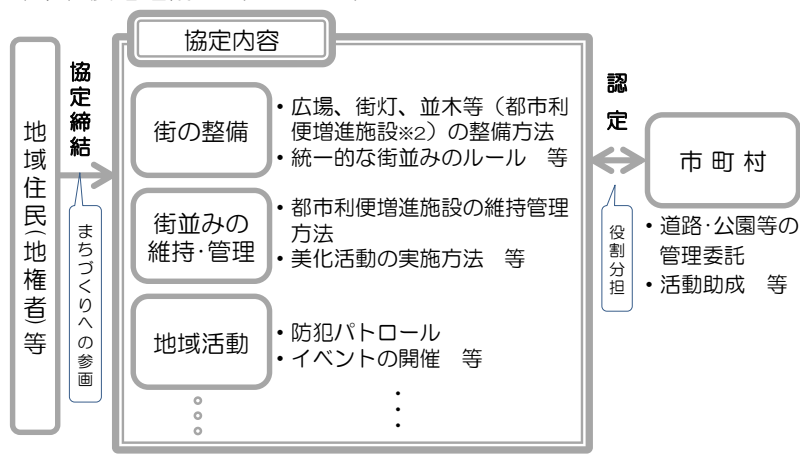 協定内容
協定締結
地域住民(地権者)等
まちづくりへの参画
街の整備
・広場、街灯、並木等（都市利
便増進施設※2）の整備方法
・統一的な街並みのルール　等
街並みの
維持・管理
・都市利便増進施設の維持管理
方法
・美化活動の実施方法　等
地域活動
・防犯パトロール
・イベントの開催　等
認定
役割分担
市町村
・道路・公園等の
管理委託
・活動助成　等